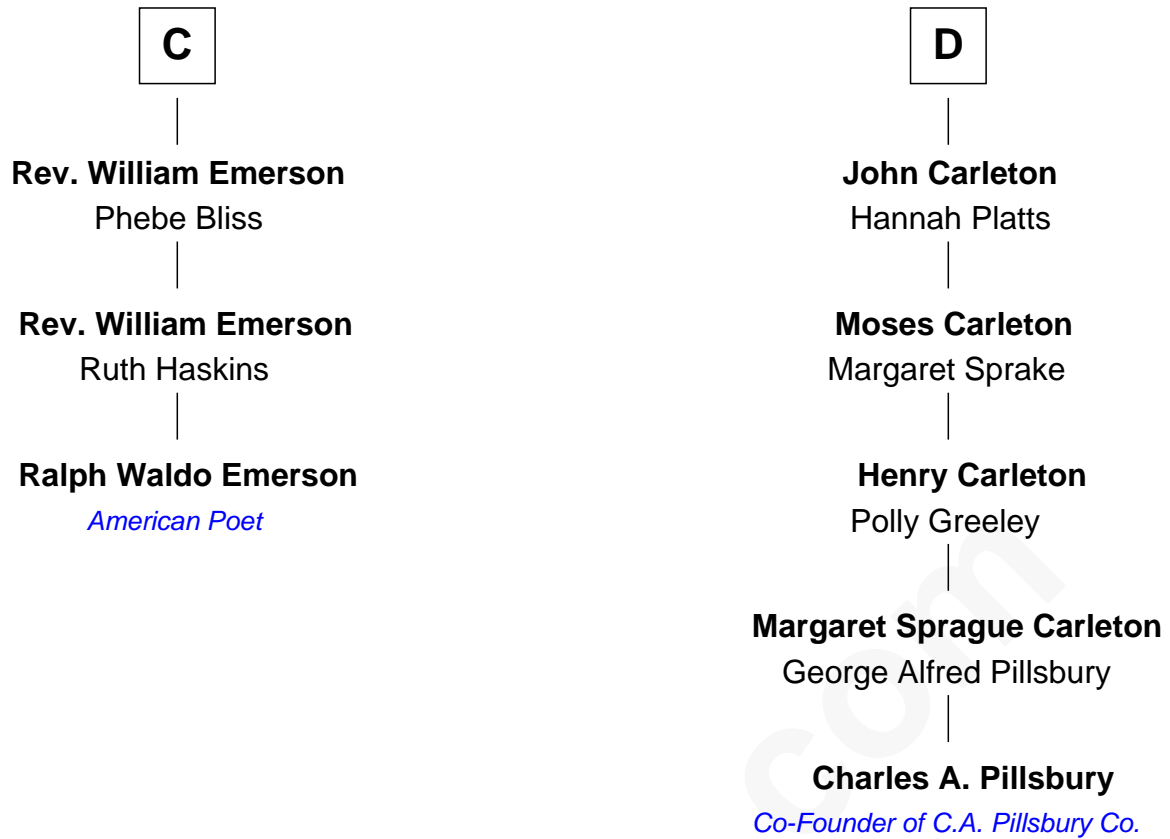 C
Rev. William Emerson
Phebe Bliss
Rev. William Emerson
Ruth Haskins
Ralph Waldo Emerson
American Poet
D
John Carleton
Hannah Platts
Moses Carleton
Margaret Sprake
Henry Carleton
Polly Greeley
Margaret Sprague Carleton
George Alfred Pillsbury
Charles A. Pillsbury
Co-Founder of C.A. Pillsbury Co.
com